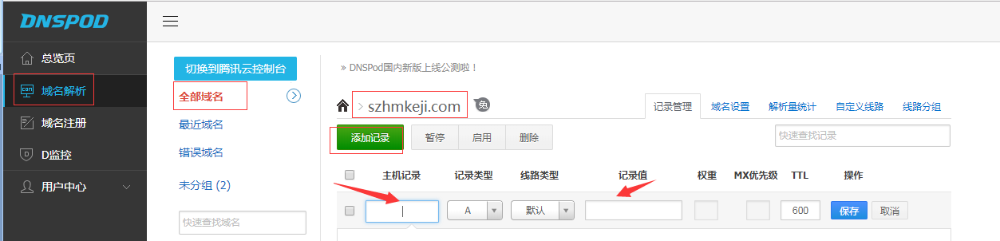 DNSPOD
总览页
域名解析
域名注册
D监控
用户中心
切换到腾讯云控制台
全部域名
最近域名
错误域名
未分组 (2)
快速查找域名
» DNSPod国内新版上线公测啦！
szhmkeji.com 免
记录管理 域名设置 解析量统计 自定义线路 线路分组
添加记录 暂停 启用 删除 快速查找记录
主机记录 记录类型 线路类型 记录值 权重 MX优先级 TTL 操作
A 默认 600 保存 取消